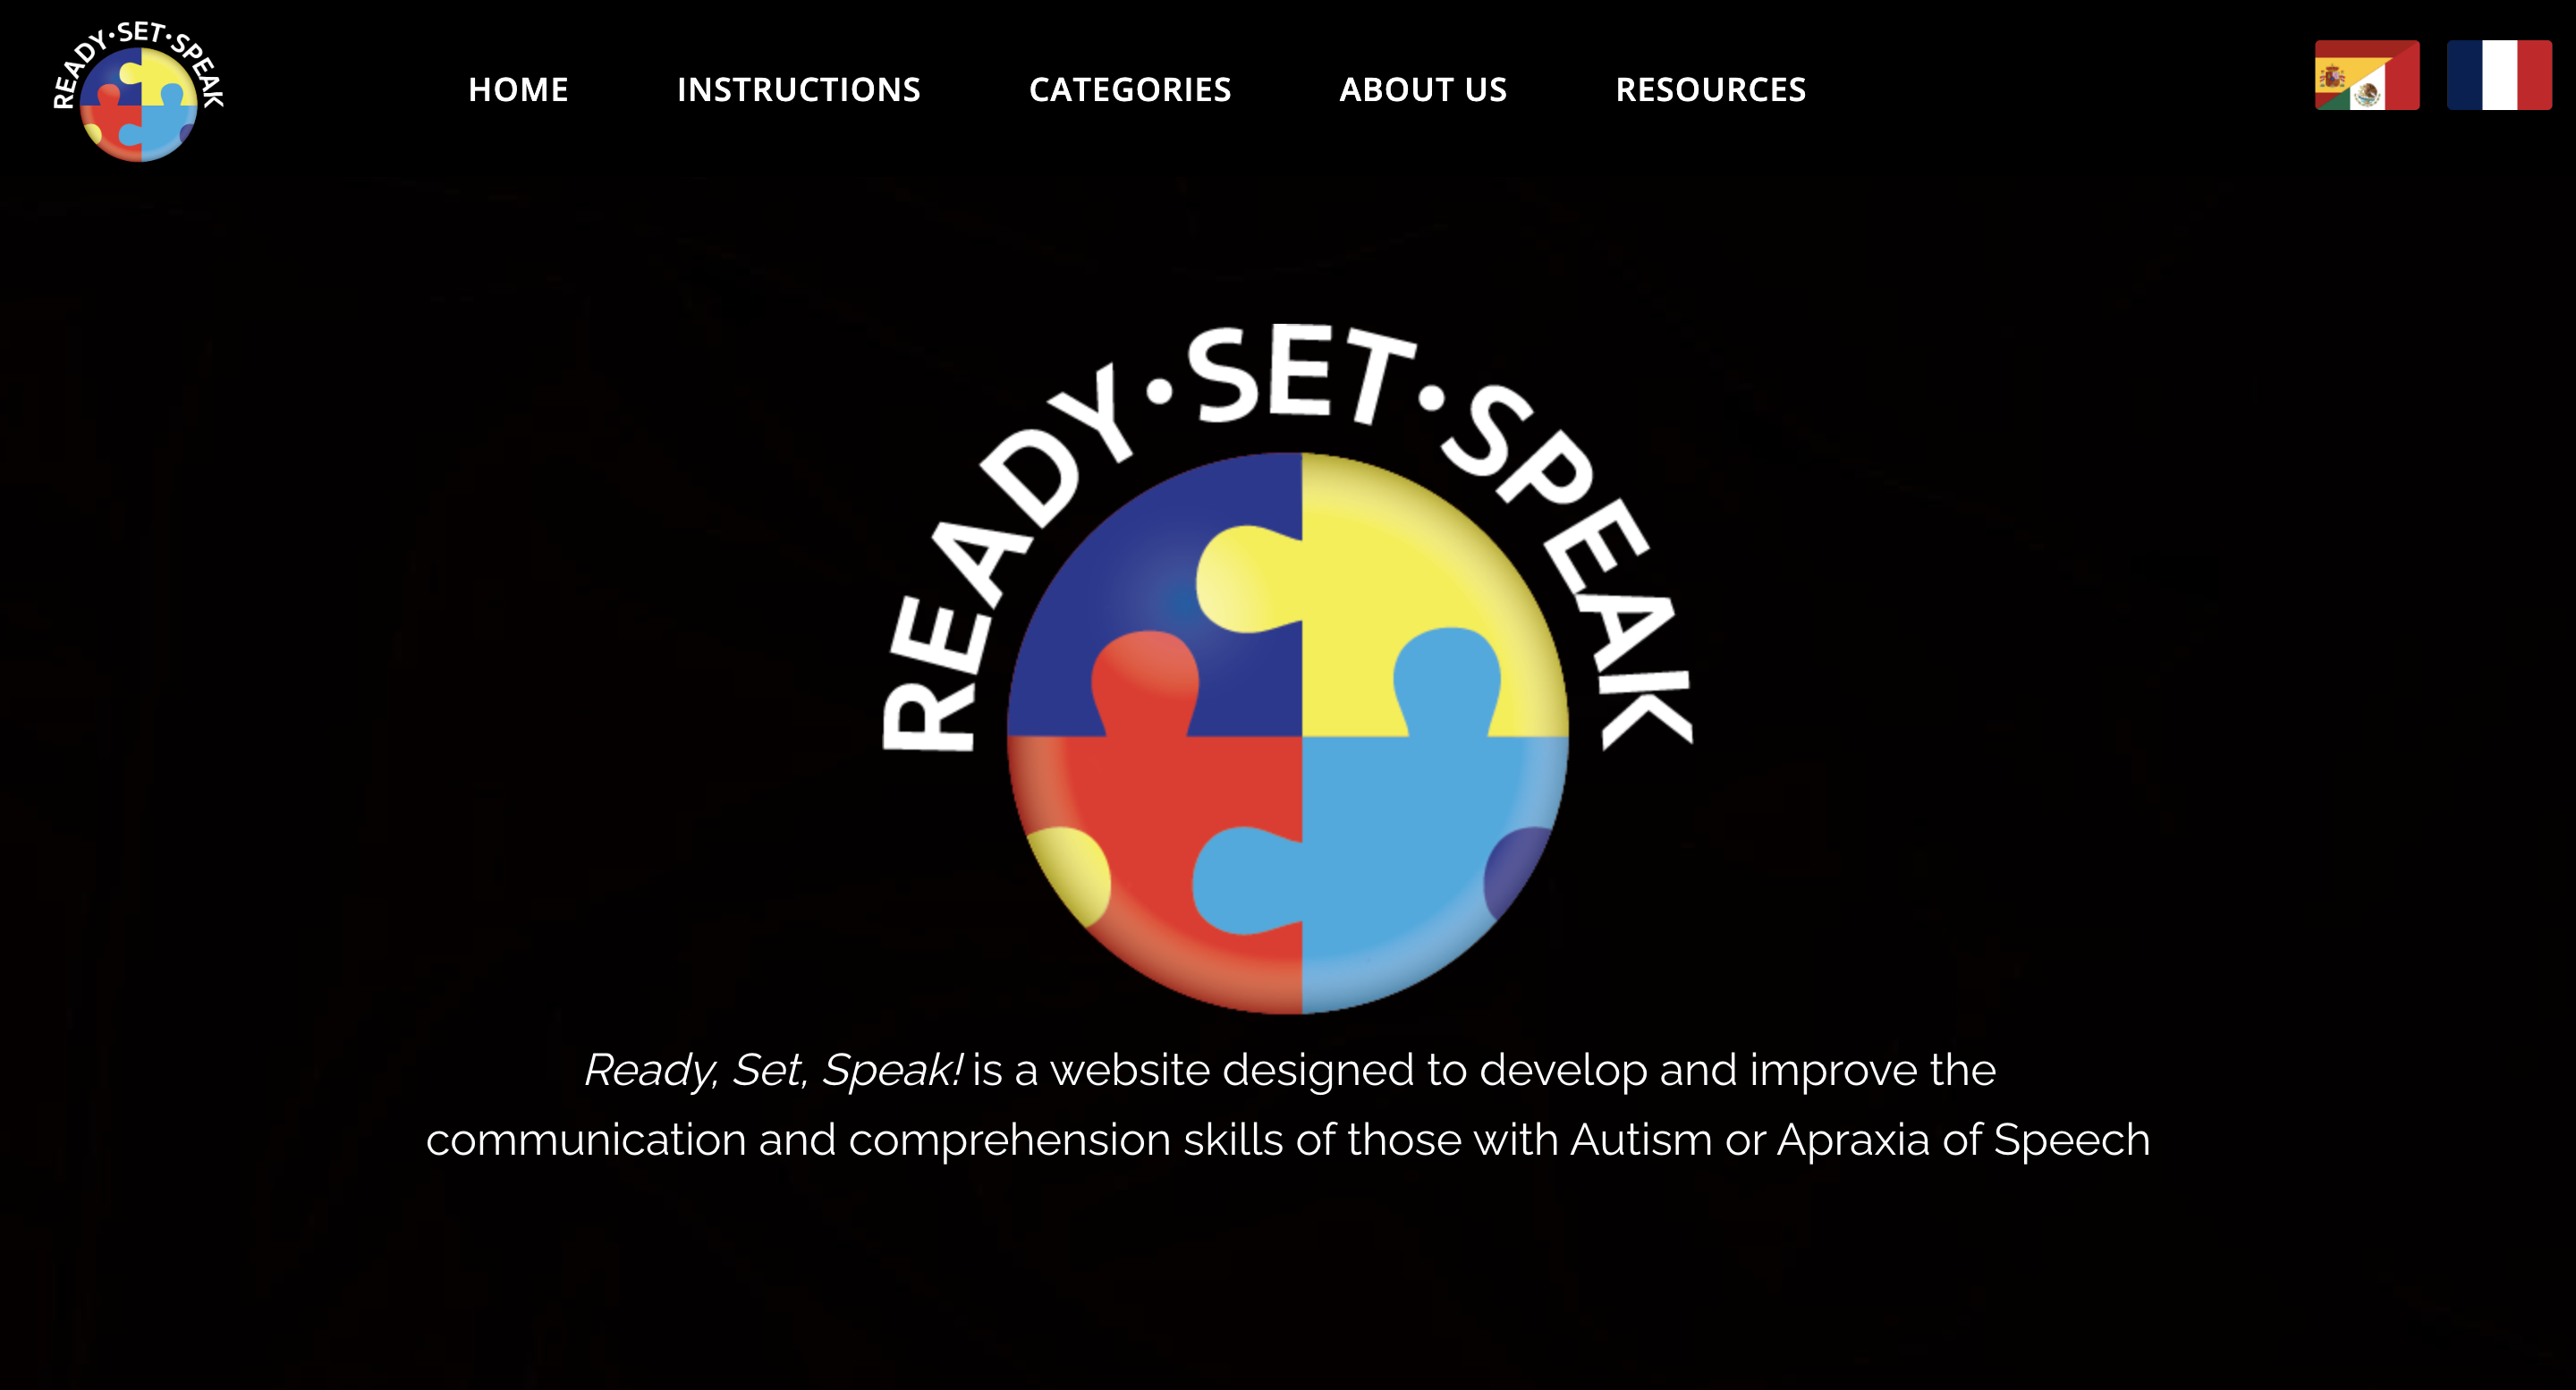 READY·SET·SPEAK
HOME INSTRUCTIONS CATEGORIES ABOUT US RESOURCES
READY·SET·SPEAK
Ready, Set, Speak! is a website designed to develop and improve the
communication and comprehension skills of those with Autism or Apraxia of Speech